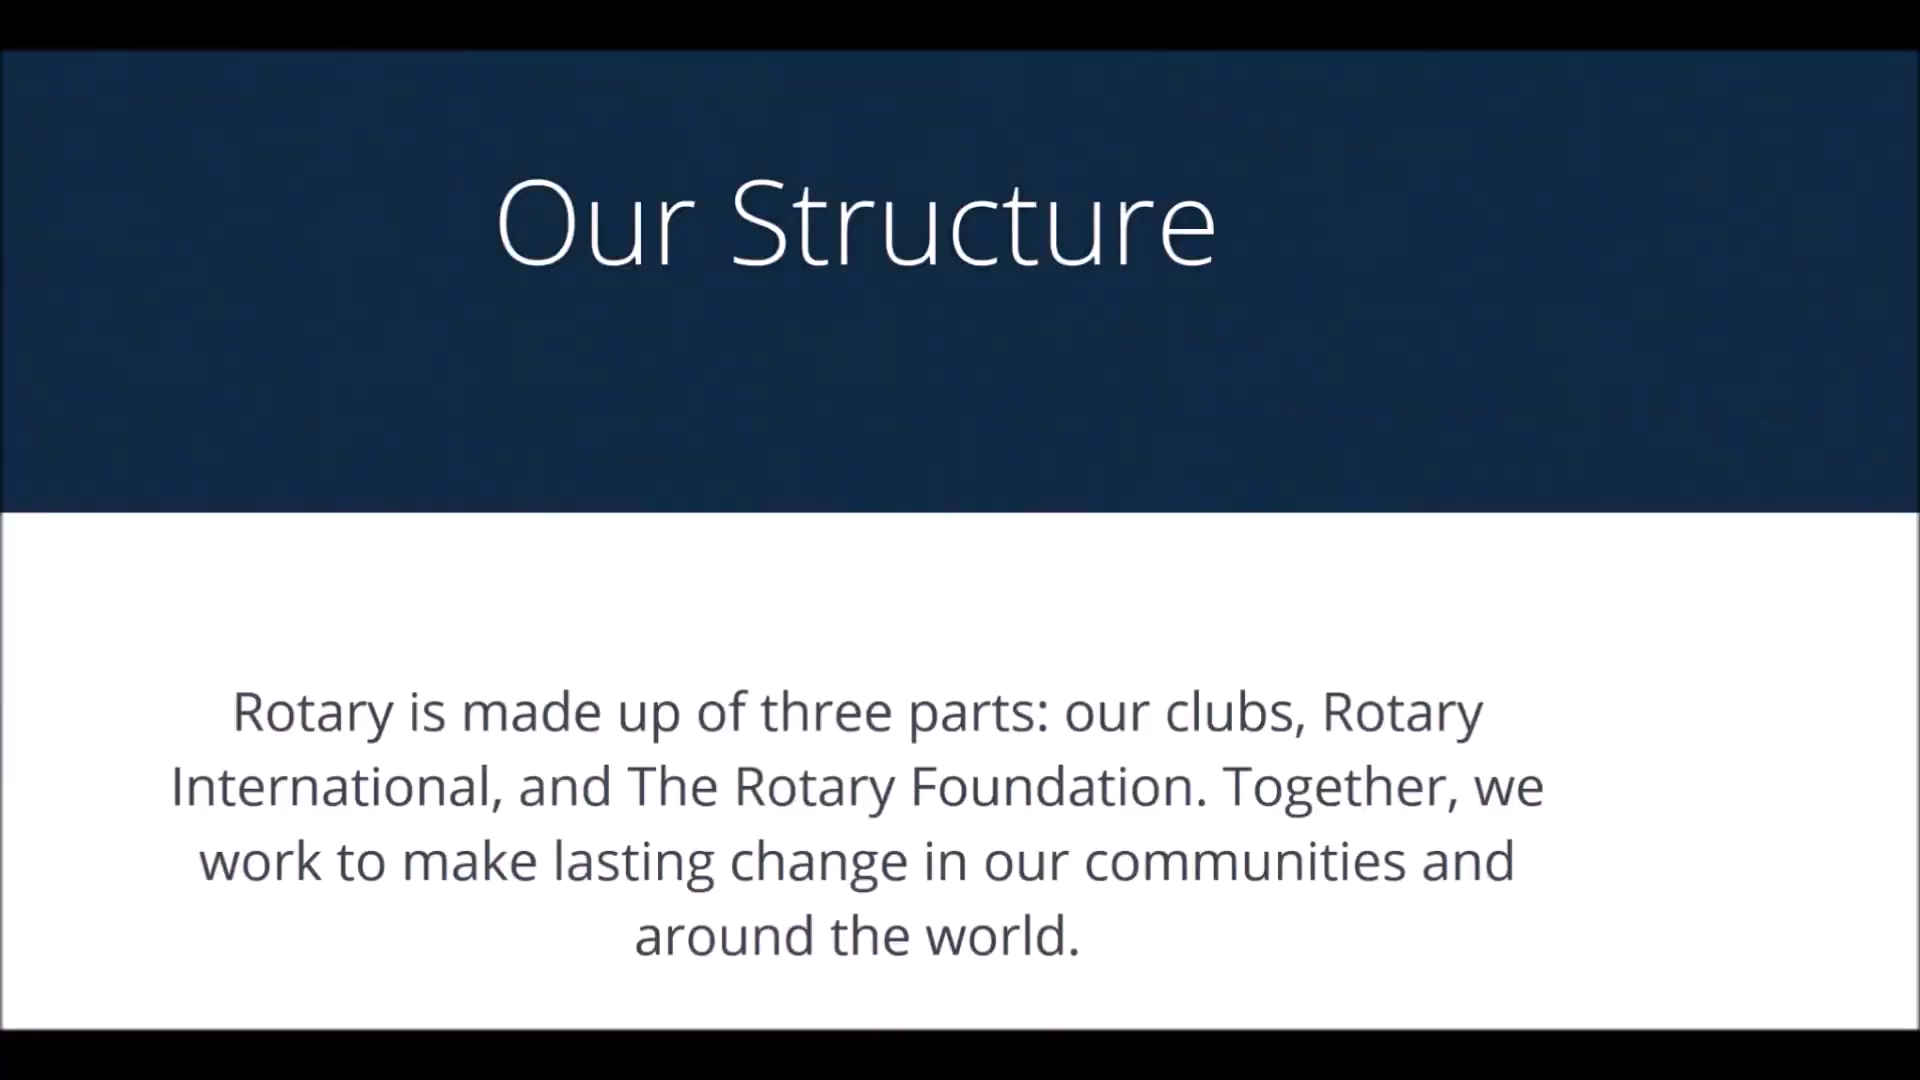 Our Structure
Rotary is made up of three parts: our clubs, Rotary
International, and The Rotary Foundation. Together, we
work to make lasting change in our communities and
around the world.